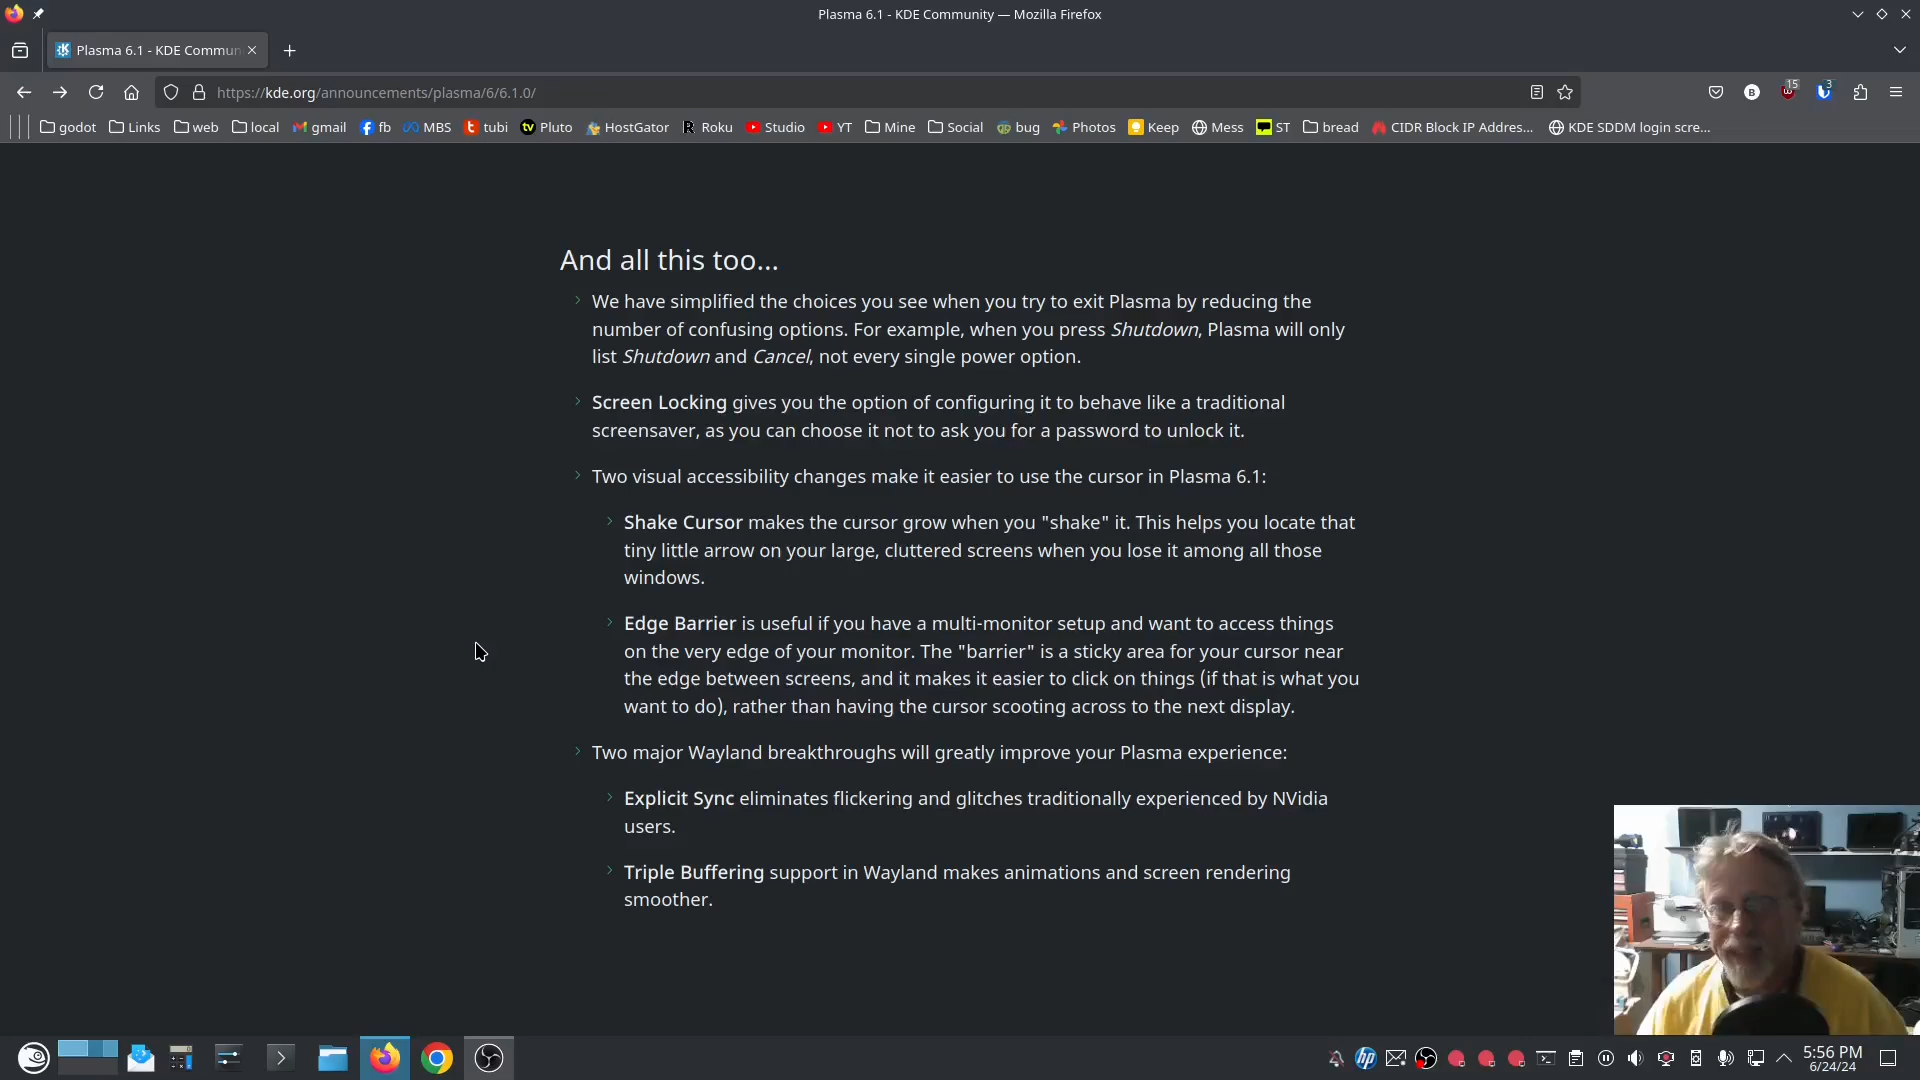 Plasma 6.1 - KDE Community — Mozilla Firefox
Plasma 6.1 - KDE Commun
https://kde.org/announcements/plasma/6/6.1.0/
B
15
3
godot Links web local gmail fb MBS tubi tv Pluto HostGator R Roku Studio YT Mine Social bug Photos Keep Mess ST bread CIDR Block IP Addres... KDE SDDM login scre...
And all this too...
We have simplified the choices you see when you try to exit Plasma by reducing the
number of confusing options. For example, when you press Shutdown, Plasma will only
list Shutdown and Cancel, not every single power option.
Screen Locking gives you the option of configuring it to behave like a traditional
screensaver, as you can choose it not to ask you for a password to unlock it.
Two visual accessibility changes make it easier to use the cursor in Plasma 6.1:
Shake Cursor makes the cursor grow when you "shake" it. This helps you locate that
tiny little arrow on your large, cluttered screens when you lose it among all those
windows.
Edge Barrier is useful if you have a multi-monitor setup and want to access things
on the very edge of your monitor. The "barrier" is a sticky area for your cursor near
the edge between screens, and it makes it easier to click on things (if that is what you
want to do), rather than having the cursor scooting across to the next display.
Two major Wayland breakthroughs will greatly improve your Plasma experience:
Explicit Sync eliminates flickering and glitches traditionally experienced by NVidia
users.
Triple Buffering support in Wayland makes animations and screen rendering
smoother.
hp
5:56 PM
6/24/24